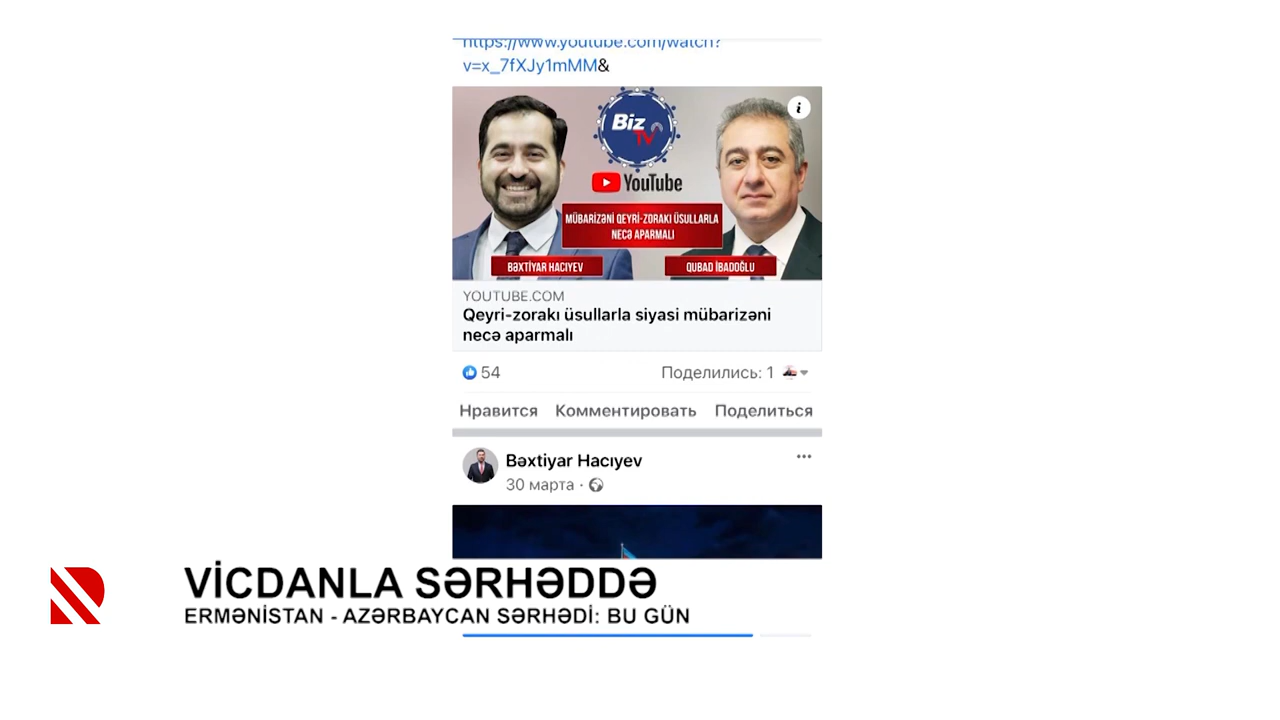 https://www.youtube.com/watch?
v=x_7fXJy1mMM&
Biz
TV
YouTube
MÜBARİZƏNİ QEYRİ-ZORAKI ÜSULLARLA
NECƏ APARMALI
BƏXTİYAR HACIYEV
QUBAD İBADOĞLU
YOUTUBE.COM
Qeyri-zorakı üsullarla siyasi mübarizəni
necə aparmalı
54
Поделились: 1
Нравится Комментировать Поделиться
Bəxtiyar Hacıyev
30 марта ·
VİCDANLA SƏRHƏDDƏ
ERMƏNİSTAN - AZƏRBAYCAN SƏRHƏDİ: BU GÜN